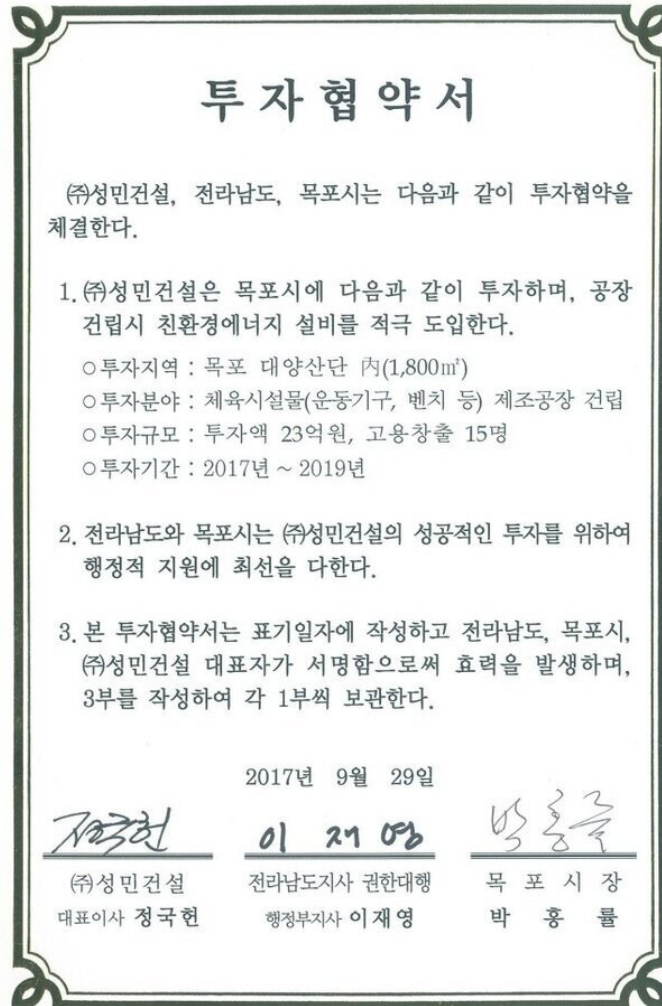 투자협약서
㈜성민건설, 전라남도, 목포시는 다음과 같이 투자협약을
체결한다.
1. ㈜성민건설은 목포시에 다음과 같이 투자하며, 공장
건립시 친환경에너지 설비를 적극 도입한다.
○투자지역 : 목포 대양산단 內(1,800㎡)
○투자분야 : 체육시설물(운동기구, 벤치 등) 제조공장 건립
○투자규모 : 투자액 23억원, 고용창출 15명
○투자기간 : 2017년 ~ 2019년
2. 전라남도와 목포시는 ㈜성민건설의 성공적인 투자를 위하여
행정적 지원에 최선을 다한다.
3. 본 투자협약서는 표기일자에 작성하고 전라남도, 목포시,
㈜성민건설 대표자가 서명함으로써 효력을 발생하며,
3부를 작성하여 각 1부씩 보관한다.
2017년 9월 29일
정국헌 이재영 박홍률
㈜성민건설 전라남도지사 권한대행 목포시장
대표이사 정국헌 행정부지사 이재영 박홍률